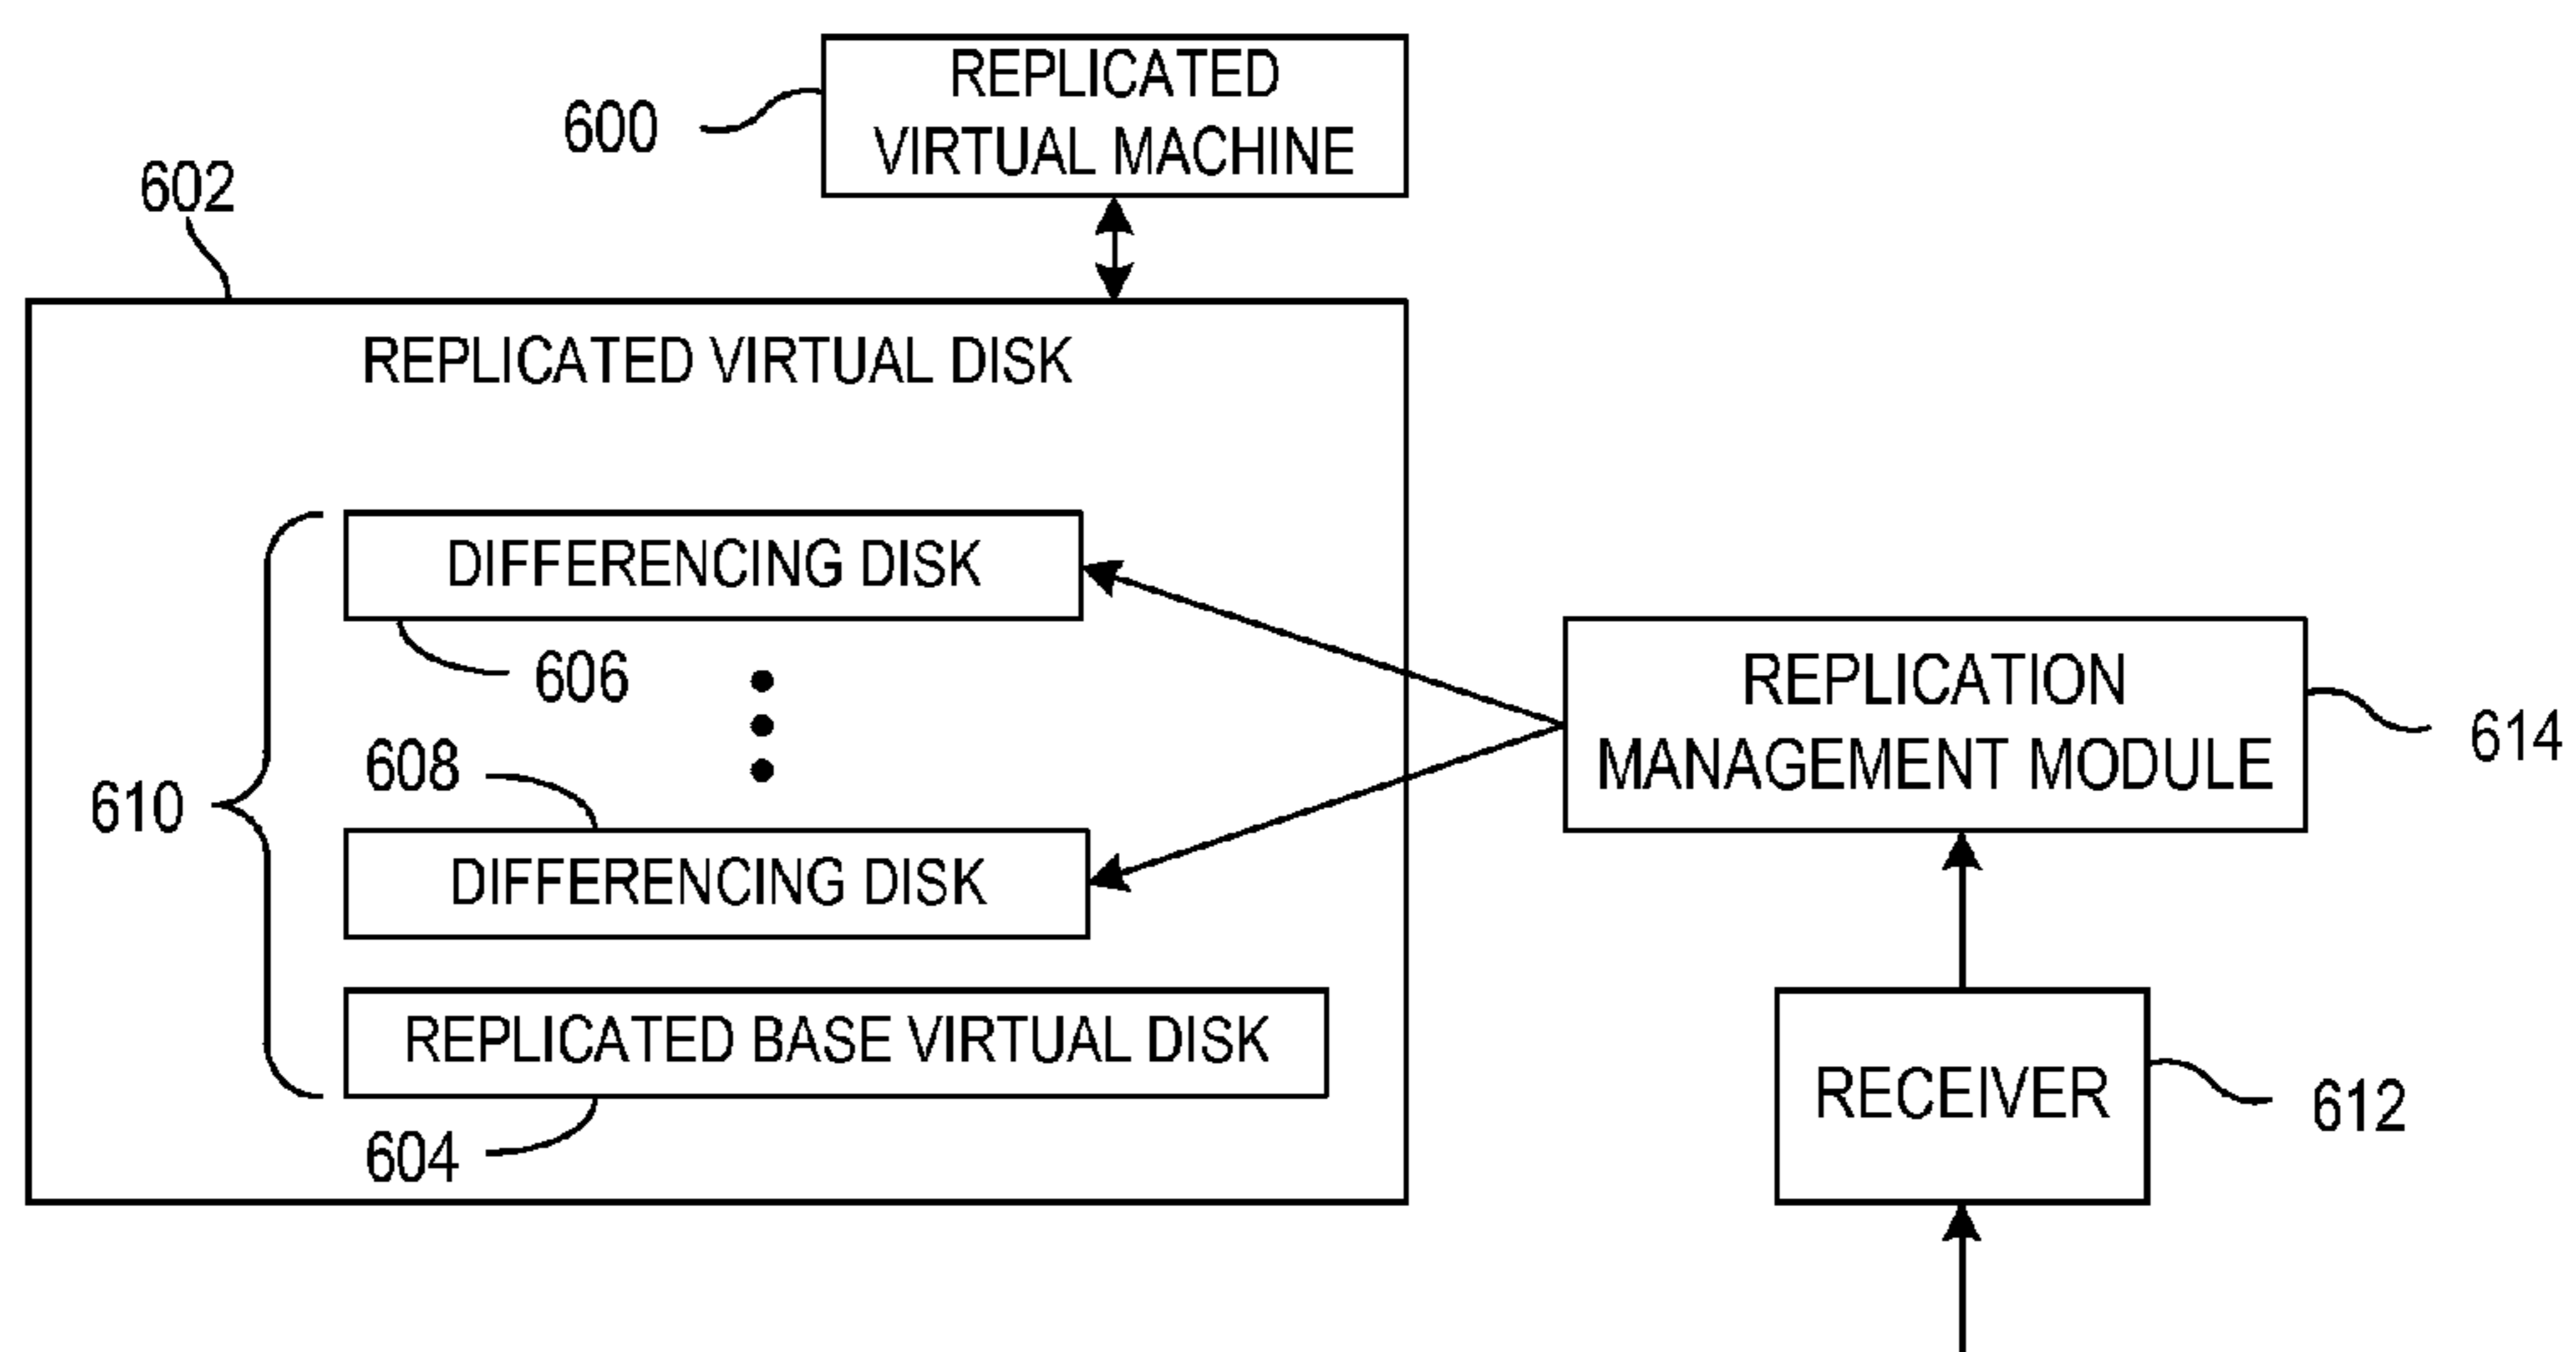 REPLICATED
VIRTUAL MACHINE
600
602
REPLICATED VIRTUAL DISK
DIFFERENCING DISK
606
608
610
DIFFERENCING DISK
REPLICATED BASE VIRTUAL DISK
604
REPLICATION
MANAGEMENT MODULE
614
RECEIVER
612